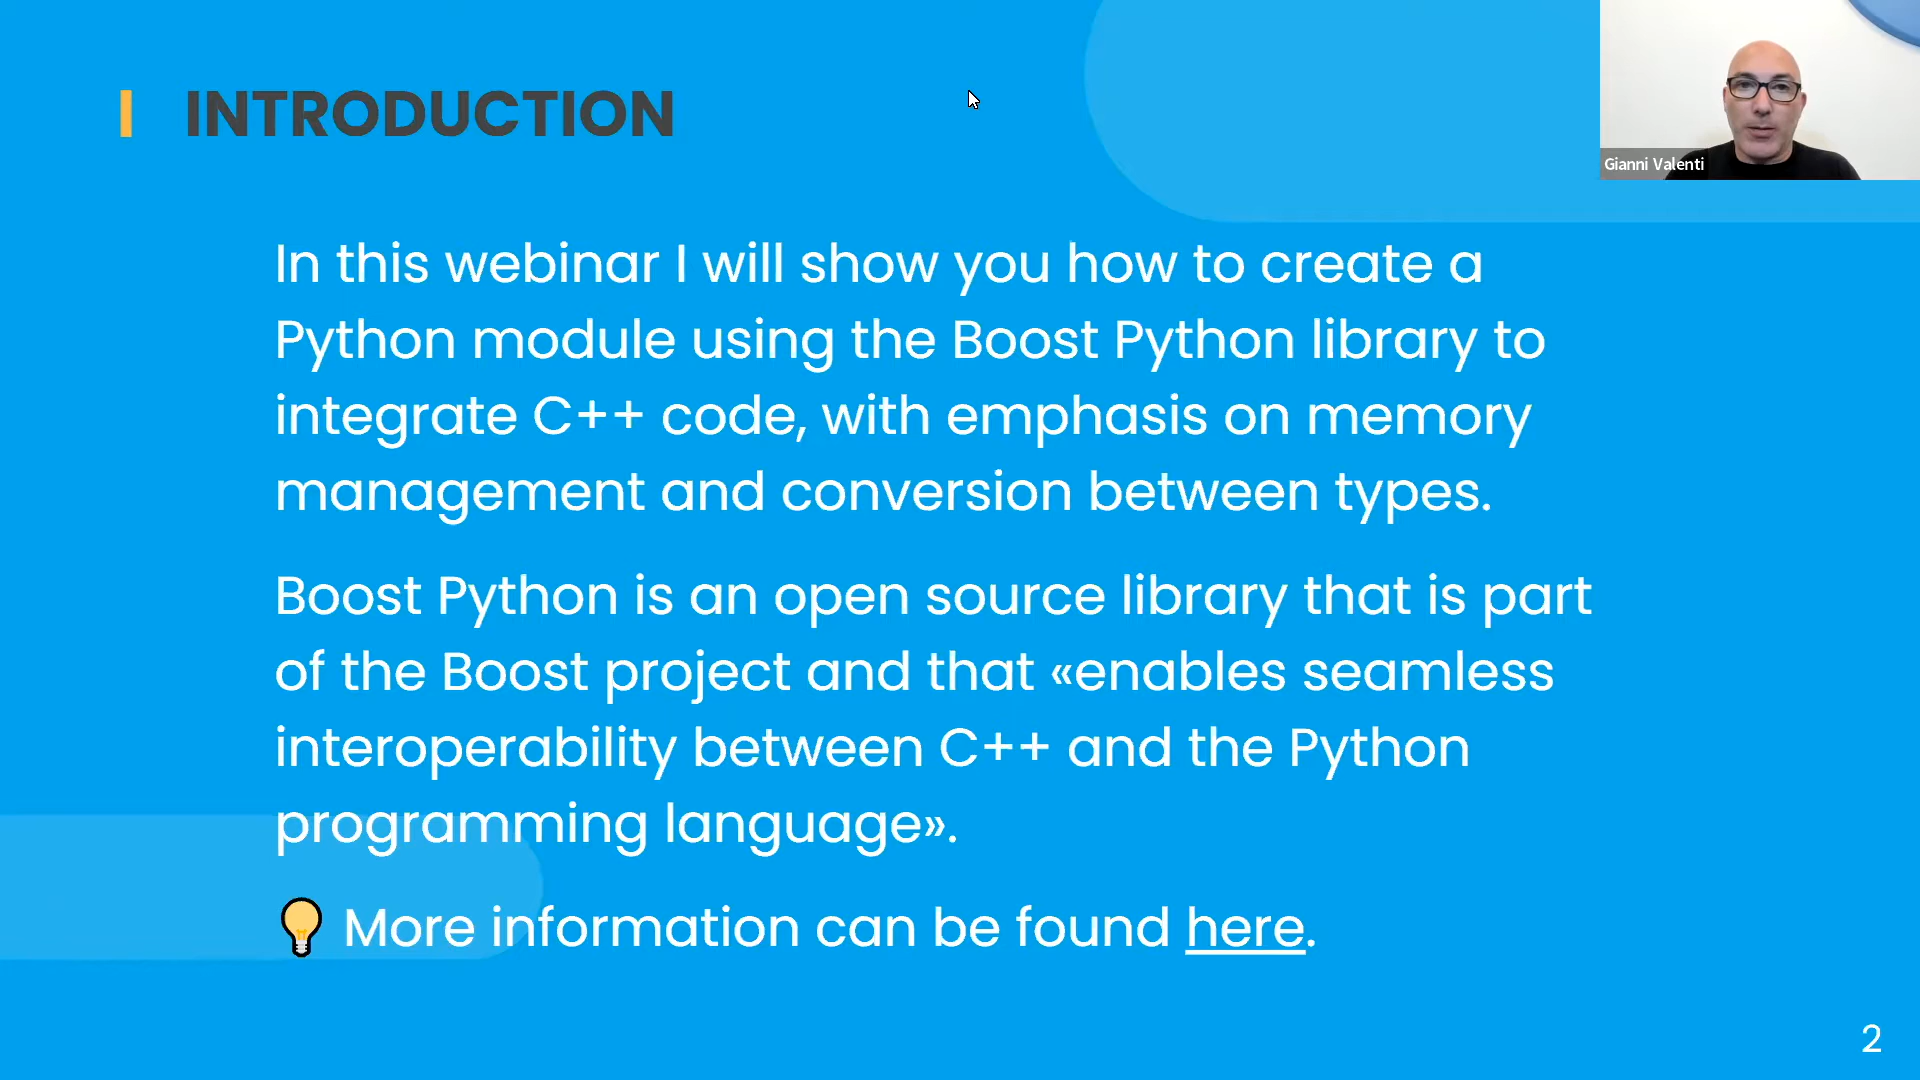 INTRODUCTION
Gianni Valenti
In this webinar I will show you how to create a
Python module using the Boost Python library to
integrate C++ code, with emphasis on memory
management and conversion between types.
Boost Python is an open source library that is part
of the Boost project and that «enables seamless
interoperability between C++ and the Python
programming language».
More information can be found here.
2